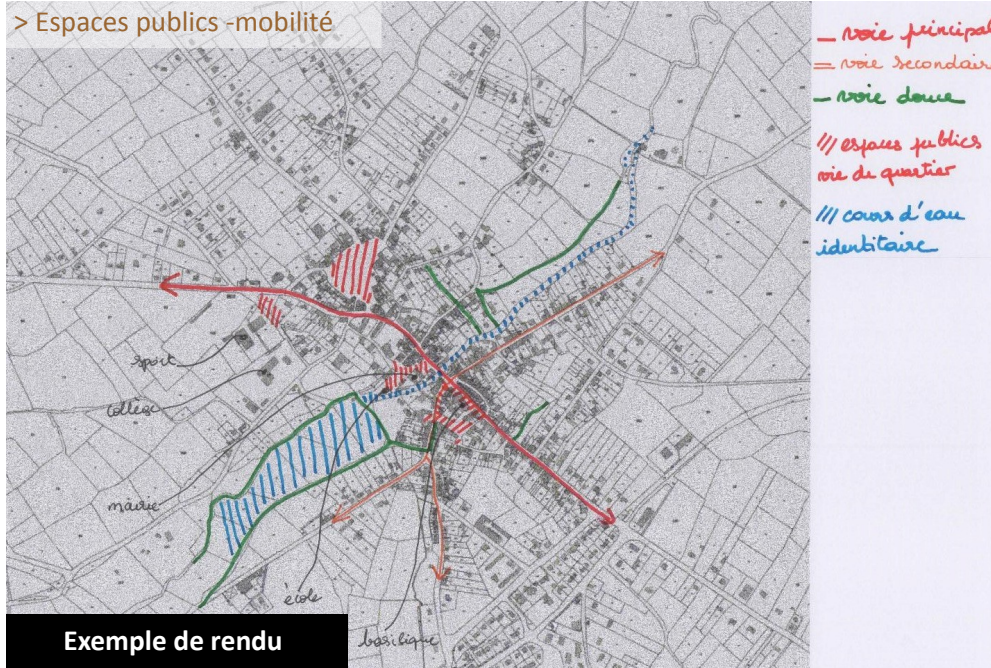 > Espaces publics -mobilité
voie principal
voie secondair
voie douce
espaces publics
vie de quartier
cours d'eau
identitaire
sport
collège
mairie
école
basilique
Exemple de rendu